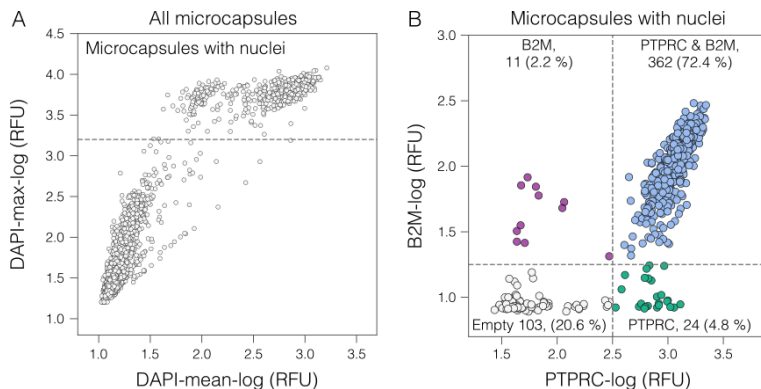 A
All microcapsules
Microcapsules with nuclei
DAPI-max-log (RFU)
4.5
4.0
3.5
3.0
2.5
2.0
1.5
1.0
1.0
1.5
2.0
2.5
3.0
3.5
DAPI-mean-log (RFU)
B
Microcapsules with nuclei
B2M,
11 (2.2 %)
PTPRC & B2M,
362 (72.4 %)
B2M-log (RFU)
3.0
2.5
2.0
1.5
1.0
Empty 103, (20.6 %)
PTPRC, 24 (4.8 %)
1.5
2.0
2.5
3.0
3.5
PTPRC-log (RFU)